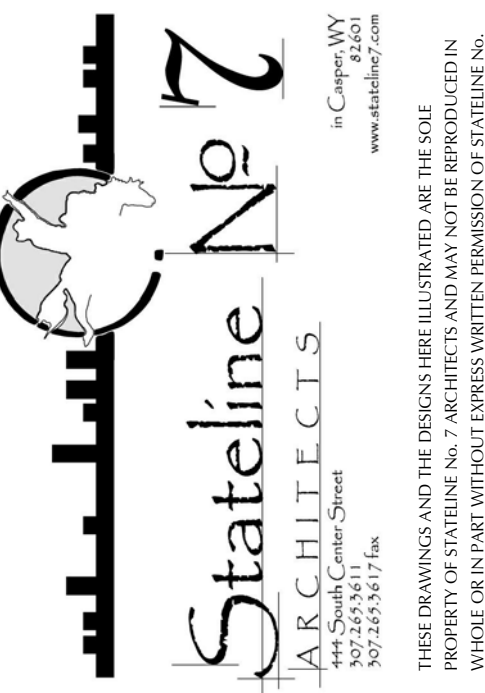 Stateline No 7
ARCHITECTS
444 South Center Street
307.265.3611
307.265.3617 fax
in Casper, WY
82601
www.stateline7.com
THESE DRAWINGS AND THE DESIGNS HERE ILLUSTRATED ARE THE SOLE
PROPERTY OF STATELINE No. 7 ARCHITECTS AND MAY NOT BE REPRODUCED IN
WHOLE OR IN PART WITHOUT EXPRESS WRITTEN PERMISSION OF STATELINE No.